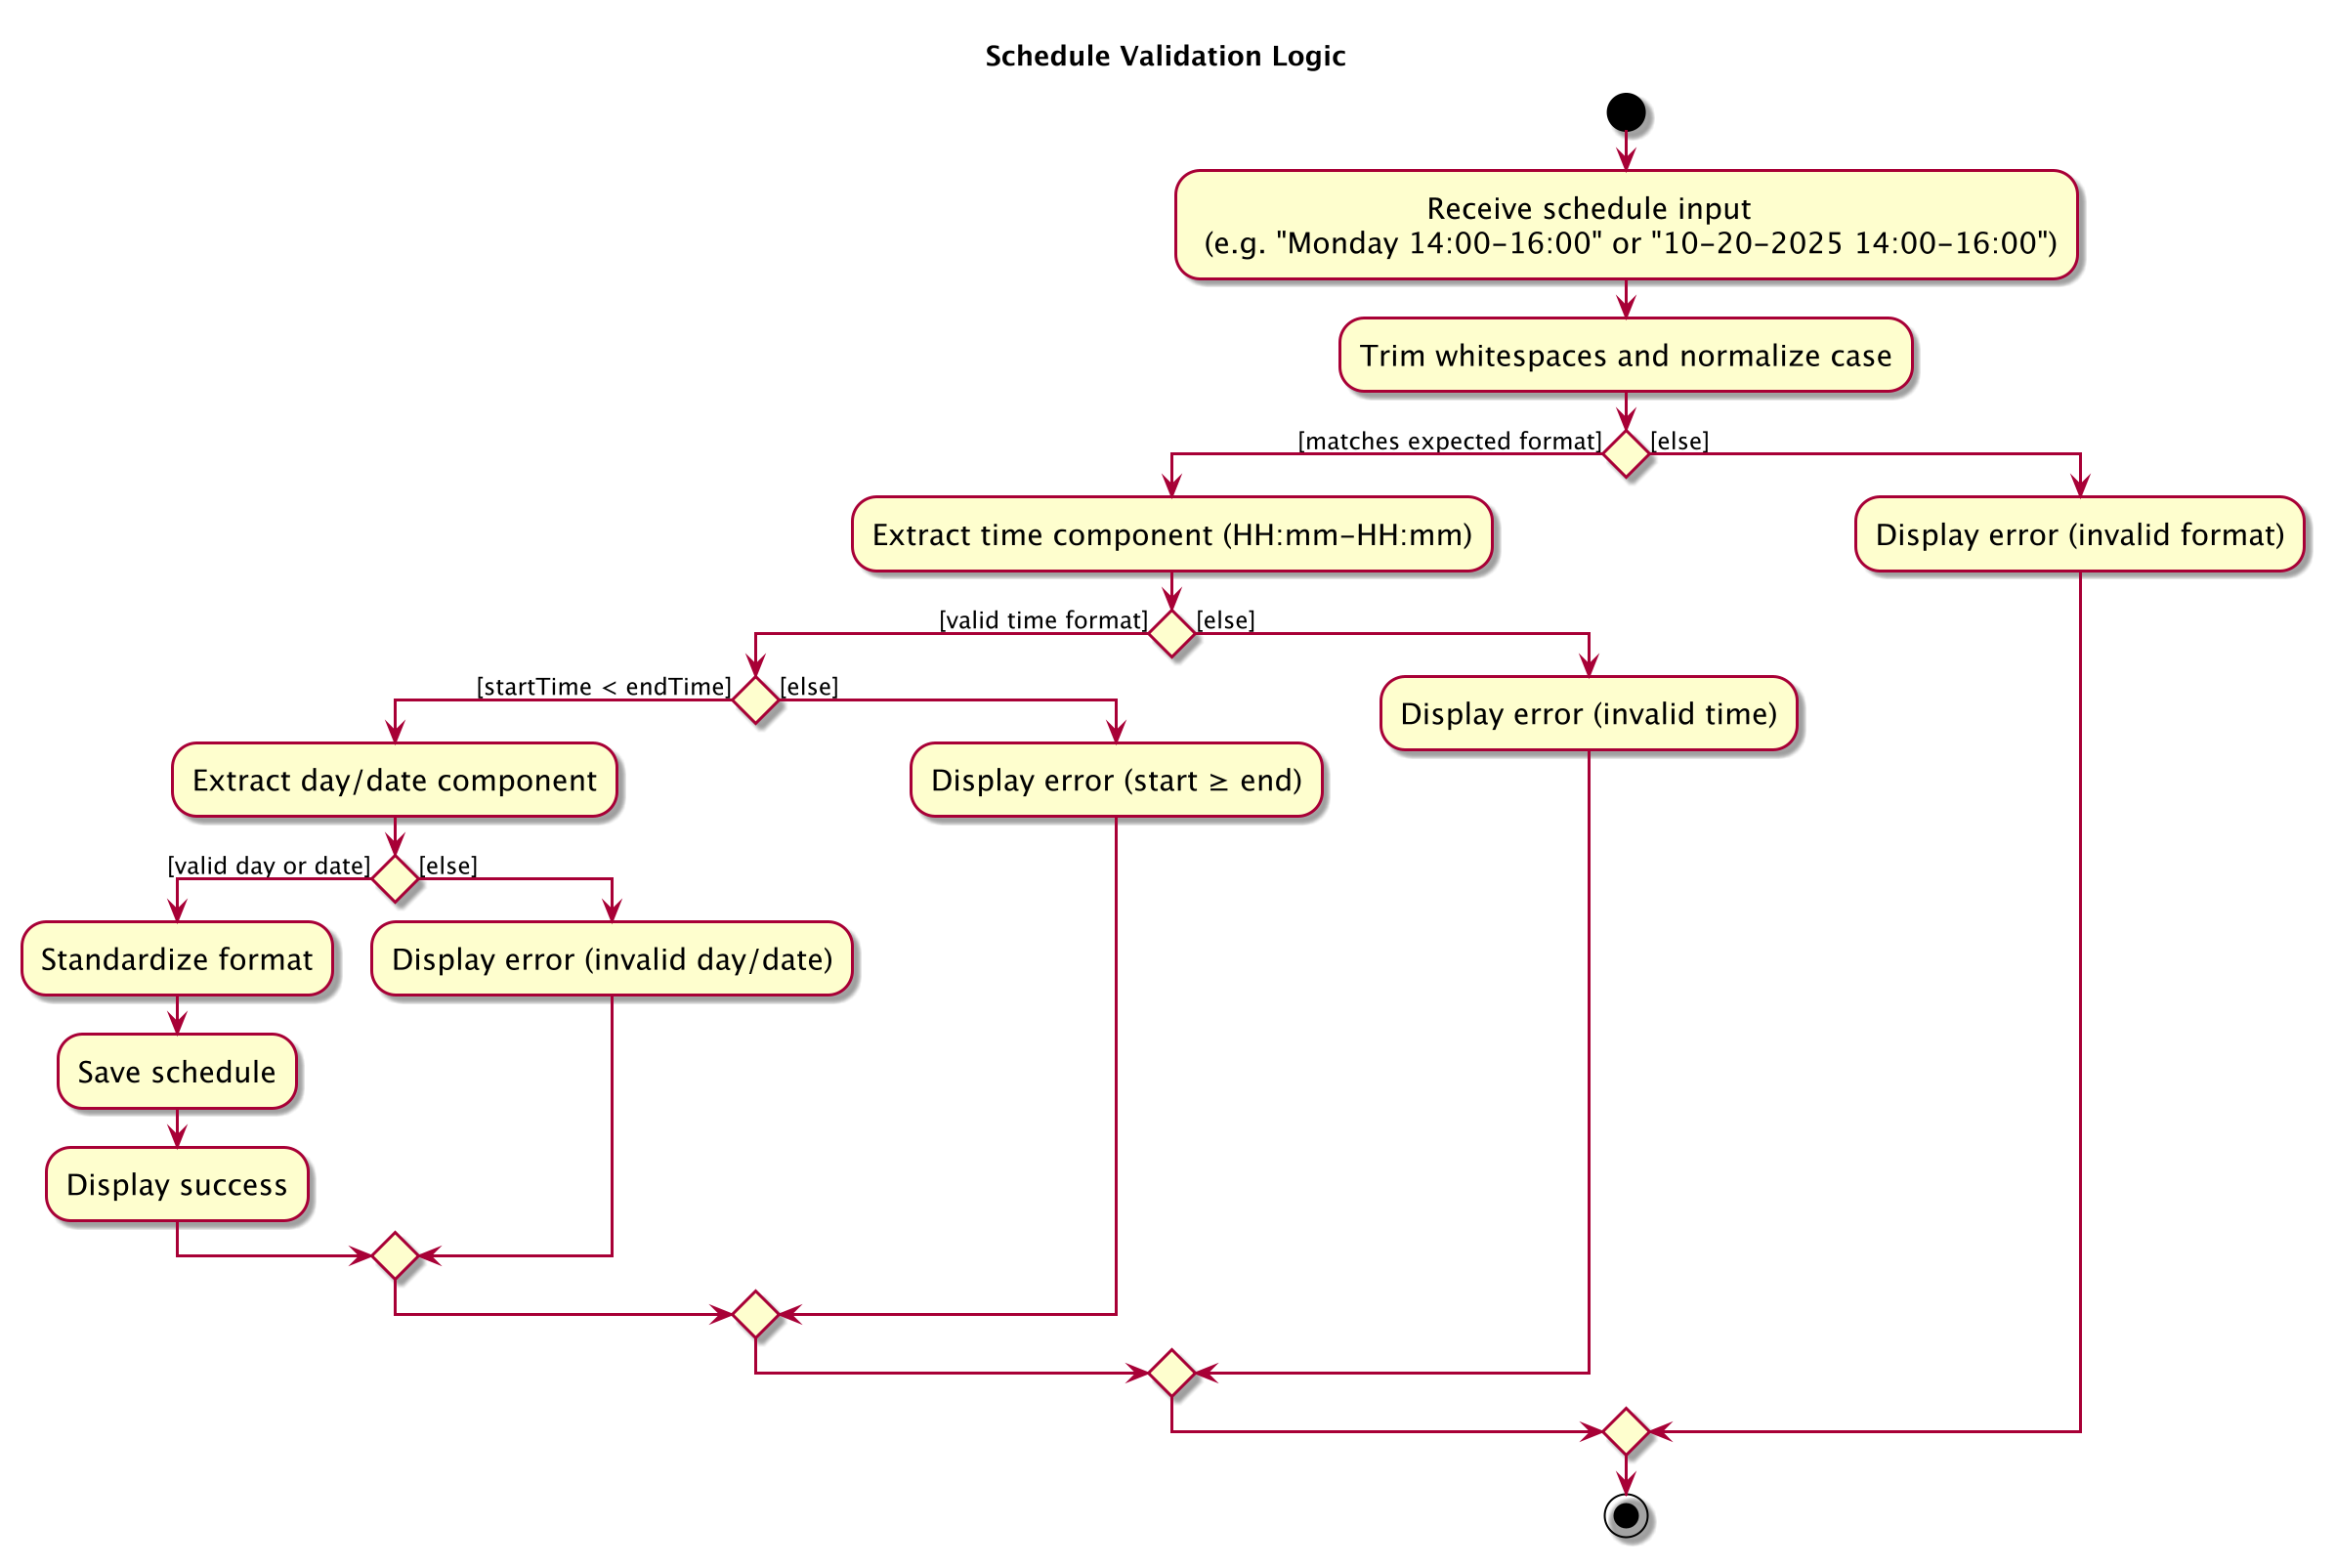 Schedule Validation Logic
Receive schedule input
(e.g. "Monday 14:00-16:00" or "10-20-2025 14:00-16:00")
Trim whitespaces and normalize case
[matches expected format]
[else]
Extract time component (HH:mm-HH:mm)
Display error (invalid format)
[valid time format]
[else]
[startTime < endTime]
[else]
Display error (invalid time)
Extract day/date component
Display error (start ≥ end)
[valid day or date]
[else]
Standardize format
Display error (invalid day/date)
Save schedule
Display success